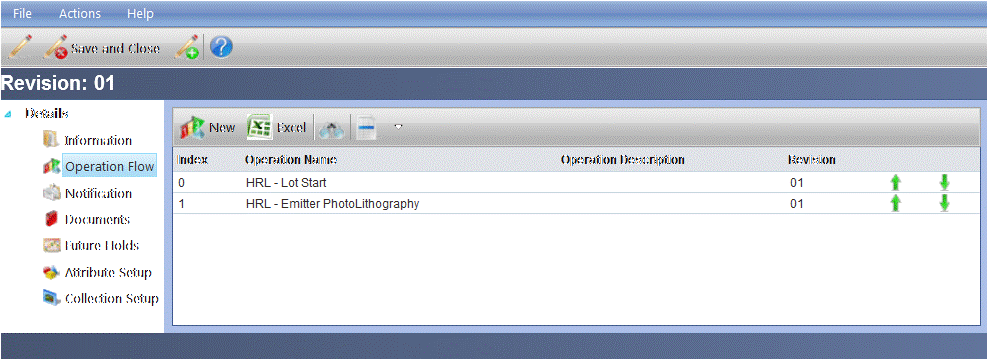 File Actions Help
Save and Close
Revision: 01
Details
Information
Operation Flow
Notification
Documents
Future Holds
Attribute Setup
Collection Setup
New Excel
Index Operation Name Operation Description Revision
0 HRL - Lot Start 01
1 HRL - Emitter PhotoLithography 01